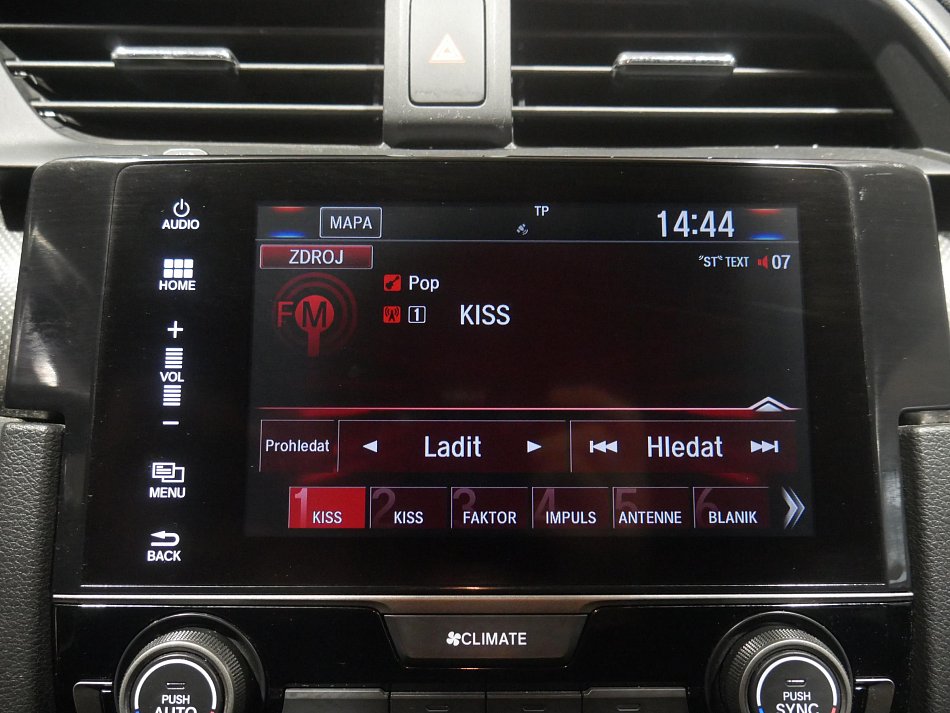 AUDIO
HOME
+
VOL
−
MENU
BACK
MAPA
TP
14:44
ZDROJ
"ST" TEXT 07
FM
Pop
1 KISS
Prohledat
Ladit
Hledat
1 KISS
2 KISS
3 FAKTOR
4 IMPULS
5 ANTENNE
6 BLANIK
CLIMATE
PUSH
AUTO
PUSH
SYNC